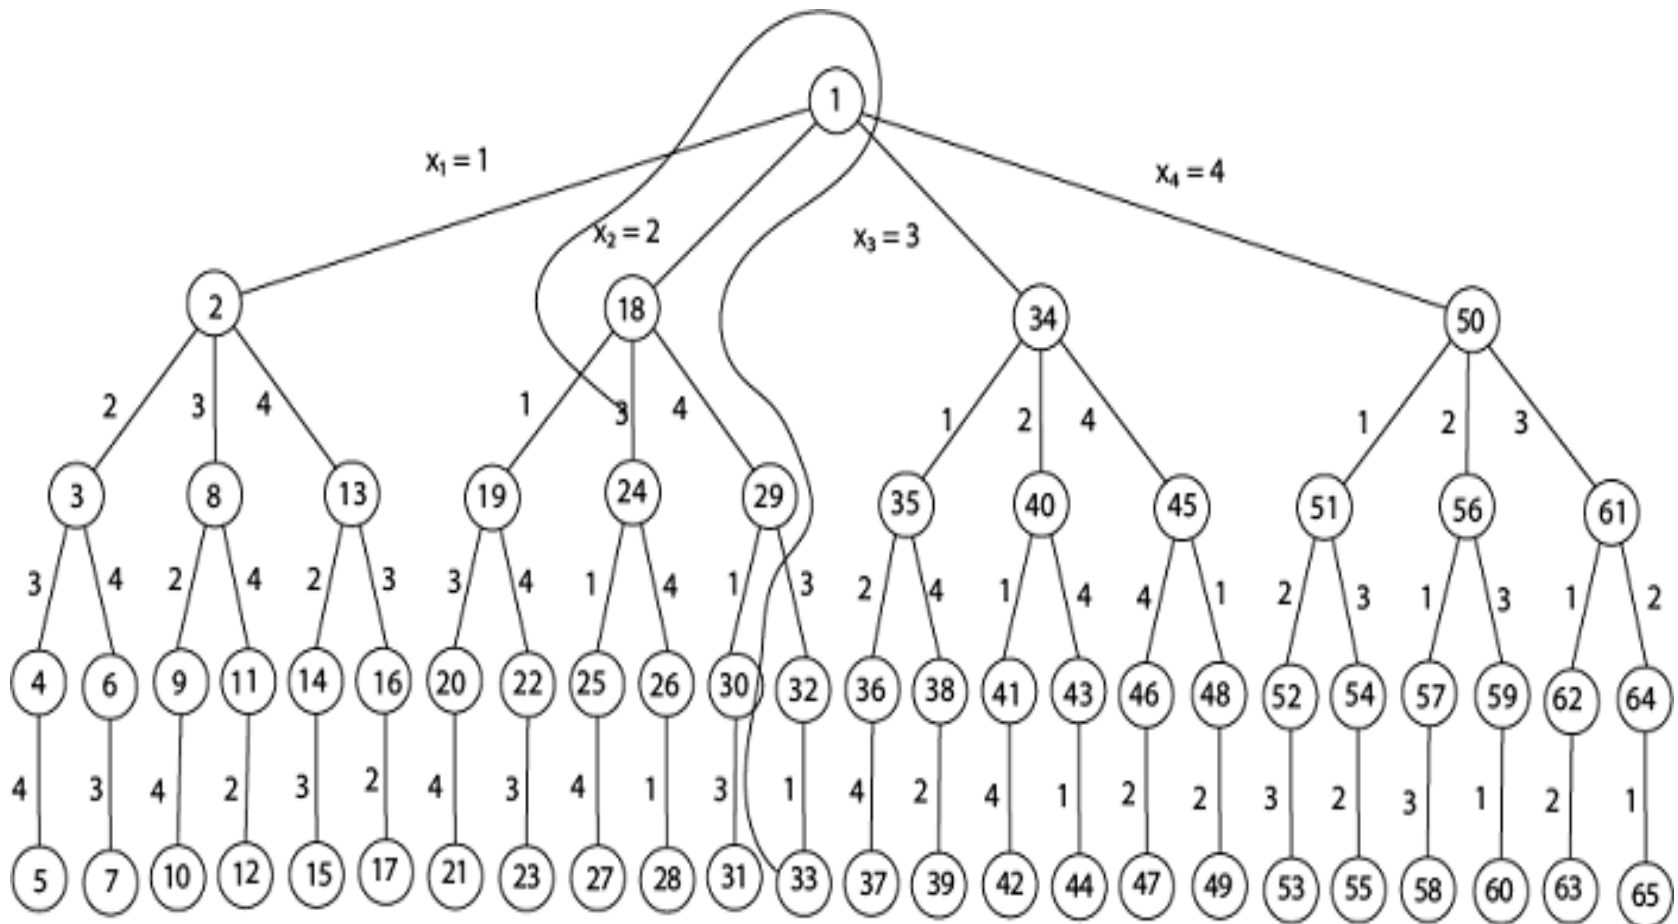 1
x₁ = 1
x₂ = 2
x₃ = 3
x₄ = 4
2 18 34 50
2 3 4 1 3 4 1 2 4 1 2 3
3 8 13 19 24 29 35 40 45 51 56 61
3 4 2 4 2 3 3 4 1 4 1 3 2 4 1 4 4 1 2 3 1 3 1 2
4 6 9 11 14 16 20 22 25 26 30 32 36 38 41 43 46 48 52 54 57 59 62 64
4 3 4 2 3 2 4 3 4 1 3 1 4 2 4 1 2 2 3 2 3 1 2 1
5 7 10 12 15 17 21 23 27 28 31 33 37 39 42 44 47 49 53 55 58 60 63 65